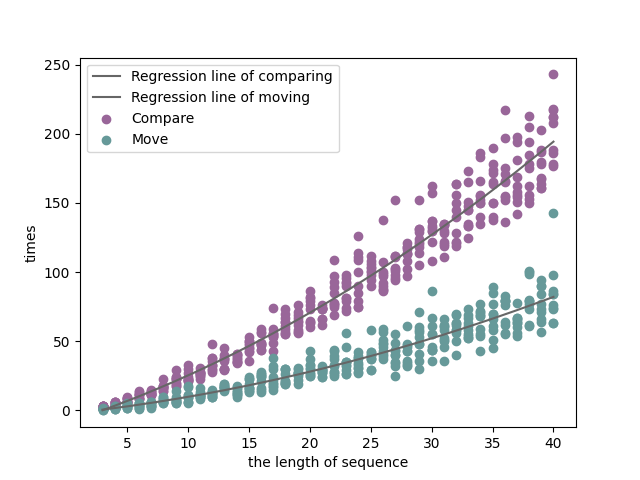 250
200
150
100
50
0
times
Regression line of comparing
Regression line of moving
Compare
Move
5 10 15 20 25 30 35 40
the length of sequence